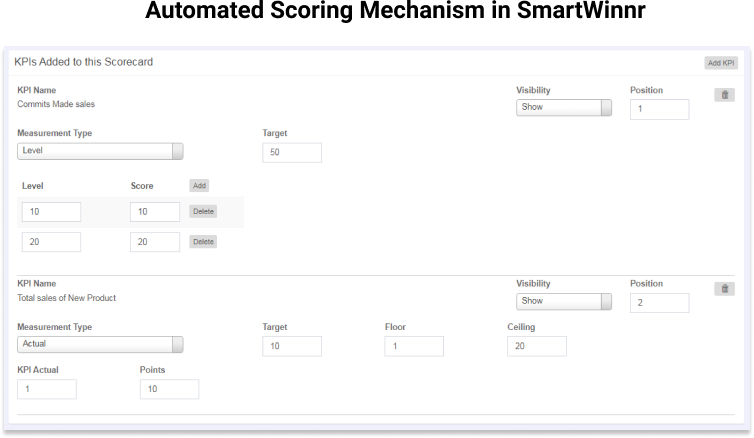 Automated Scoring Mechanism in SmartWinnr
KPIs Added to this Scorecard Add KPI
KPI Name Visibility Position
Commits Made sales Show 1
Measurement Type Target
Level 50
Level Score Add
10 10 Delete
20 20 Delete
KPI Name Visibility Position
Total sales of New Product Show 2
Measurement Type Target Floor Ceiling
Actual 10 1 20
KPI Actual Points
1 10